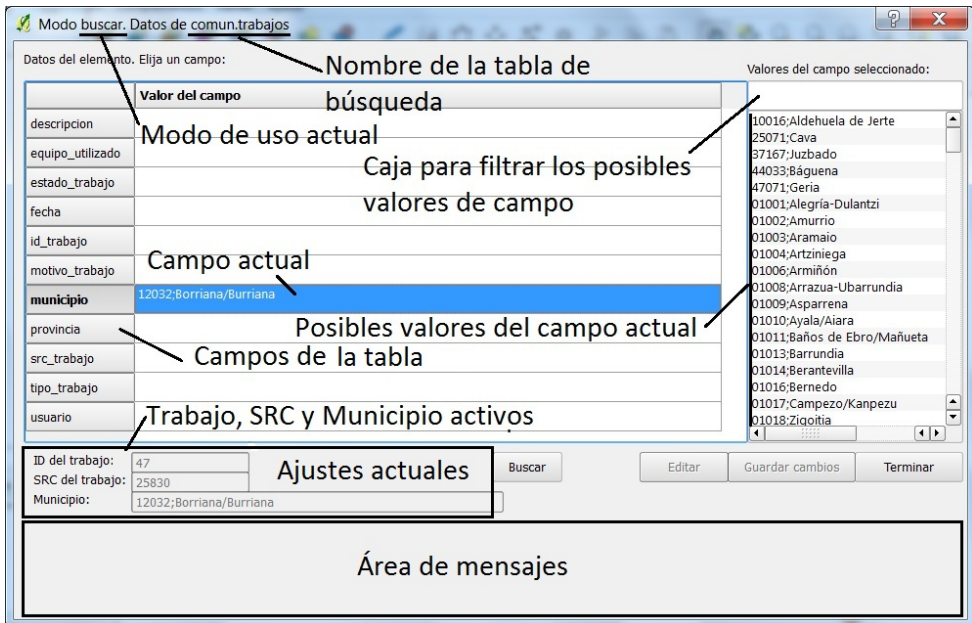 Modo buscar. Datos de comun.trabajos
Datos del elemento. Elija un campo:
Nombre de la tabla de
búsqueda
Valores del campo seleccionado:
Valor del campo
Modo de uso actual
Caja para filtrar los posibles
valores de campo
descripcion
equipo_utilizado
estado_trabajo
fecha
id_trabajo
motivo_trabajo
Campo actual
municipio
12032;Borriana/Burriana
Posibles valores del campo actual
provincia
Campos de la tabla
src_trabajo
tipo_trabajo
usuario
Trabajo, SRC y Municipio activos
10016;Aldehuela de Jerte
25071;Cava
37167;Juzbado
44033;Báguena
47071;Geria
01001;Alegría-Dulantzi
01002;Amurrio
01003;Aramaio
01004;Artziniega
01006;Armiñón
01008;Arrazua-Ubarrundia
01009;Asparrena
01010;Ayala/Aiara
01011;Baños de Ebro/Mañueta
01013;Barrundia
01014;Berantevilla
01016;Bernedo
01017;Campezo/Kanpezu
01018;Zigoitia
ID del trabajo: 47
SRC del trabajo: 25830
Municipio: 12032;Borriana/Burriana
Ajustes actuales
Buscar
Editar
Guardar cambios
Terminar
Área de mensajes